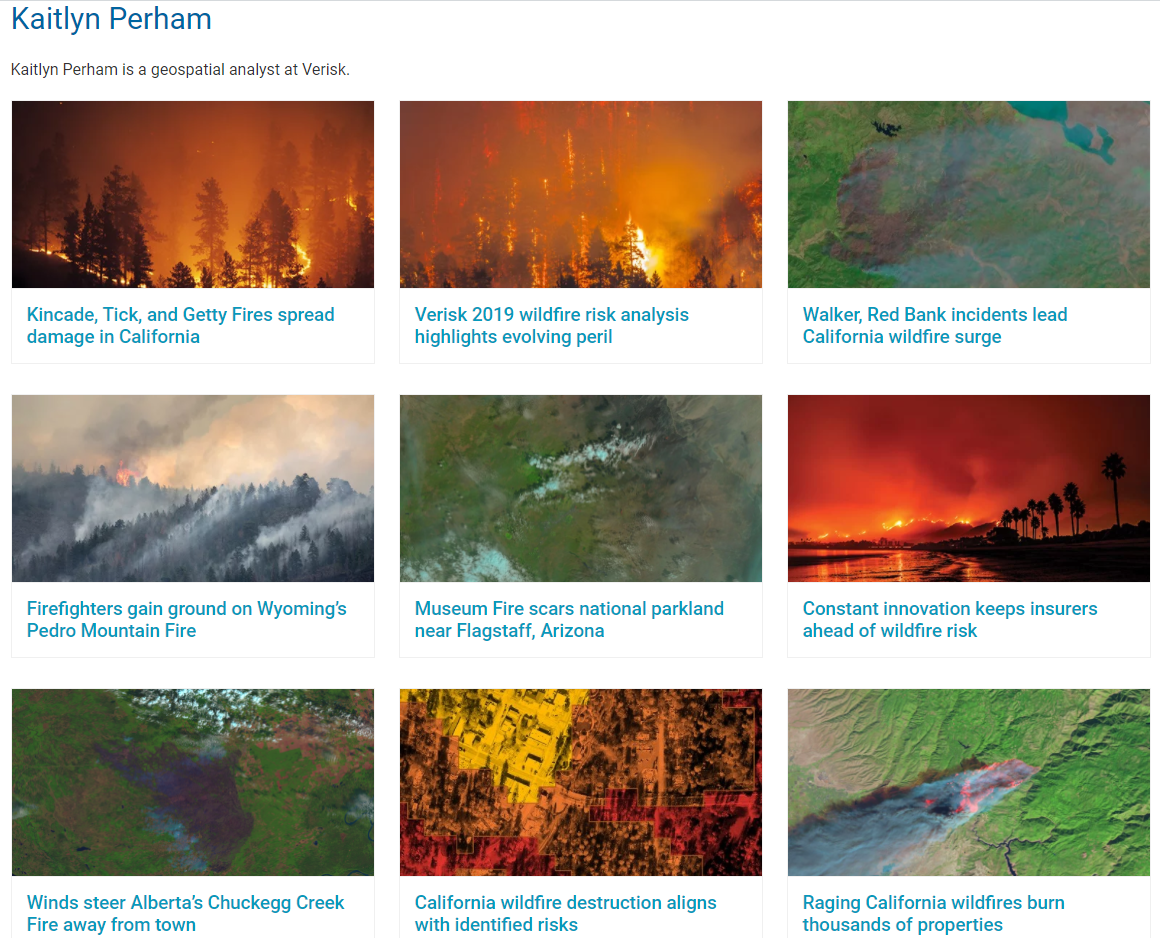 Kaitlyn Perham
Kaitlyn Perham is a geospatial analyst at Verisk.
Kincade, Tick, and Getty Fires spread
damage in California
Verisk 2019 wildfire risk analysis
highlights evolving peril
Walker, Red Bank incidents lead
California wildfire surge
Firefighters gain ground on Wyoming’s
Pedro Mountain Fire
Museum Fire scars national parkland
near Flagstaff, Arizona
Constant innovation keeps insurers
ahead of wildfire risk
Winds steer Alberta’s Chuckegg Creek
Fire away from town
California wildfire destruction aligns
with identified risks
Raging California wildfires burn
thousands of properties